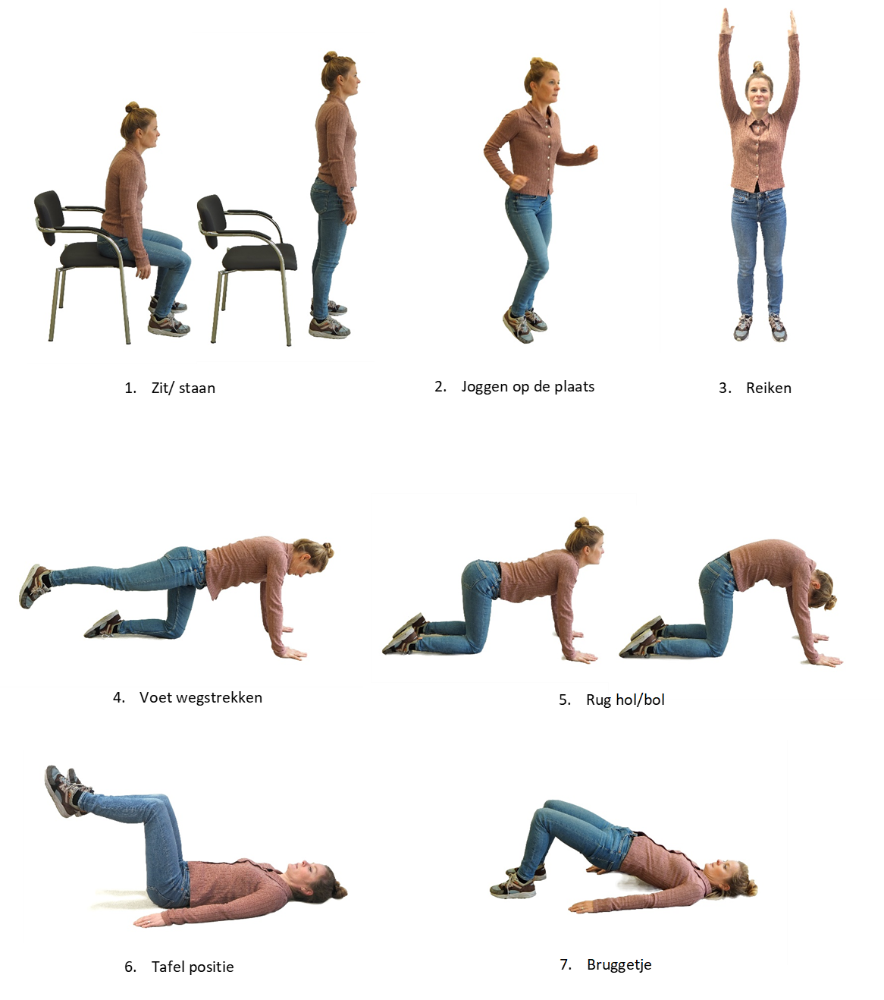 1. Zit/ staan
2. Joggen op de plaats
3. Reiken
4. Voet wegstrekken
5. Rug hol/bol
6. Tafel positie
7. Bruggetje